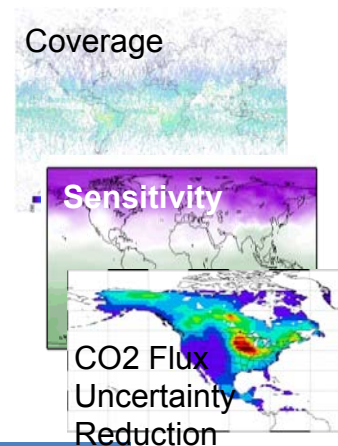 Coverage
Sensitivity
CO2 Flux
Uncertainty
Reduction